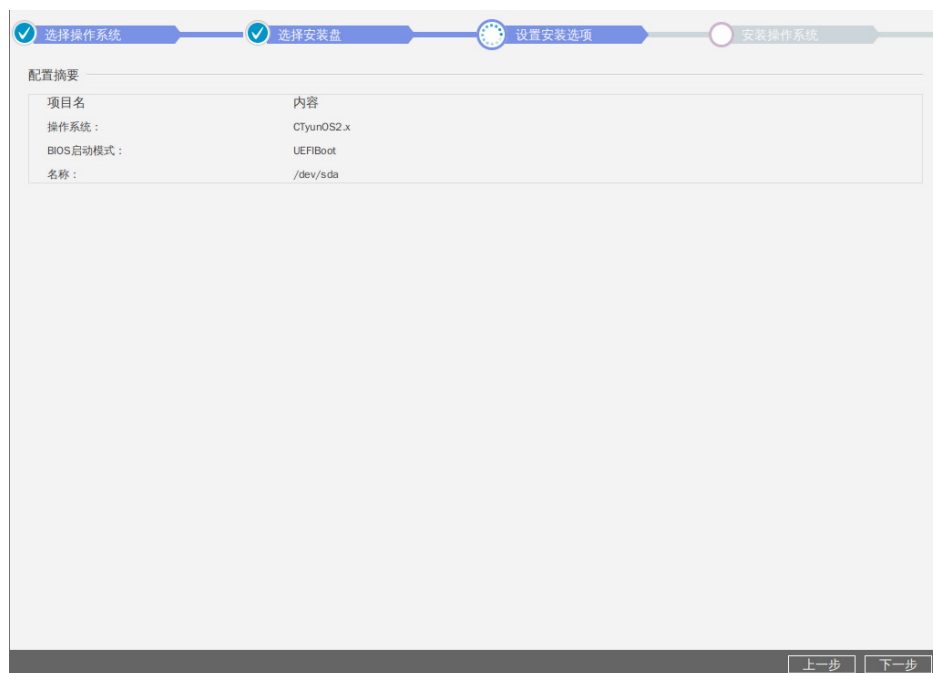 选择操作系统 选择安装盘 设置安装选项 安装操作系统
配置摘要
项目名 内容
操作系统： CTyunOS2.x
BIOS启动模式： UEFIBoot
名称： /dev/sda
上一步 下一步